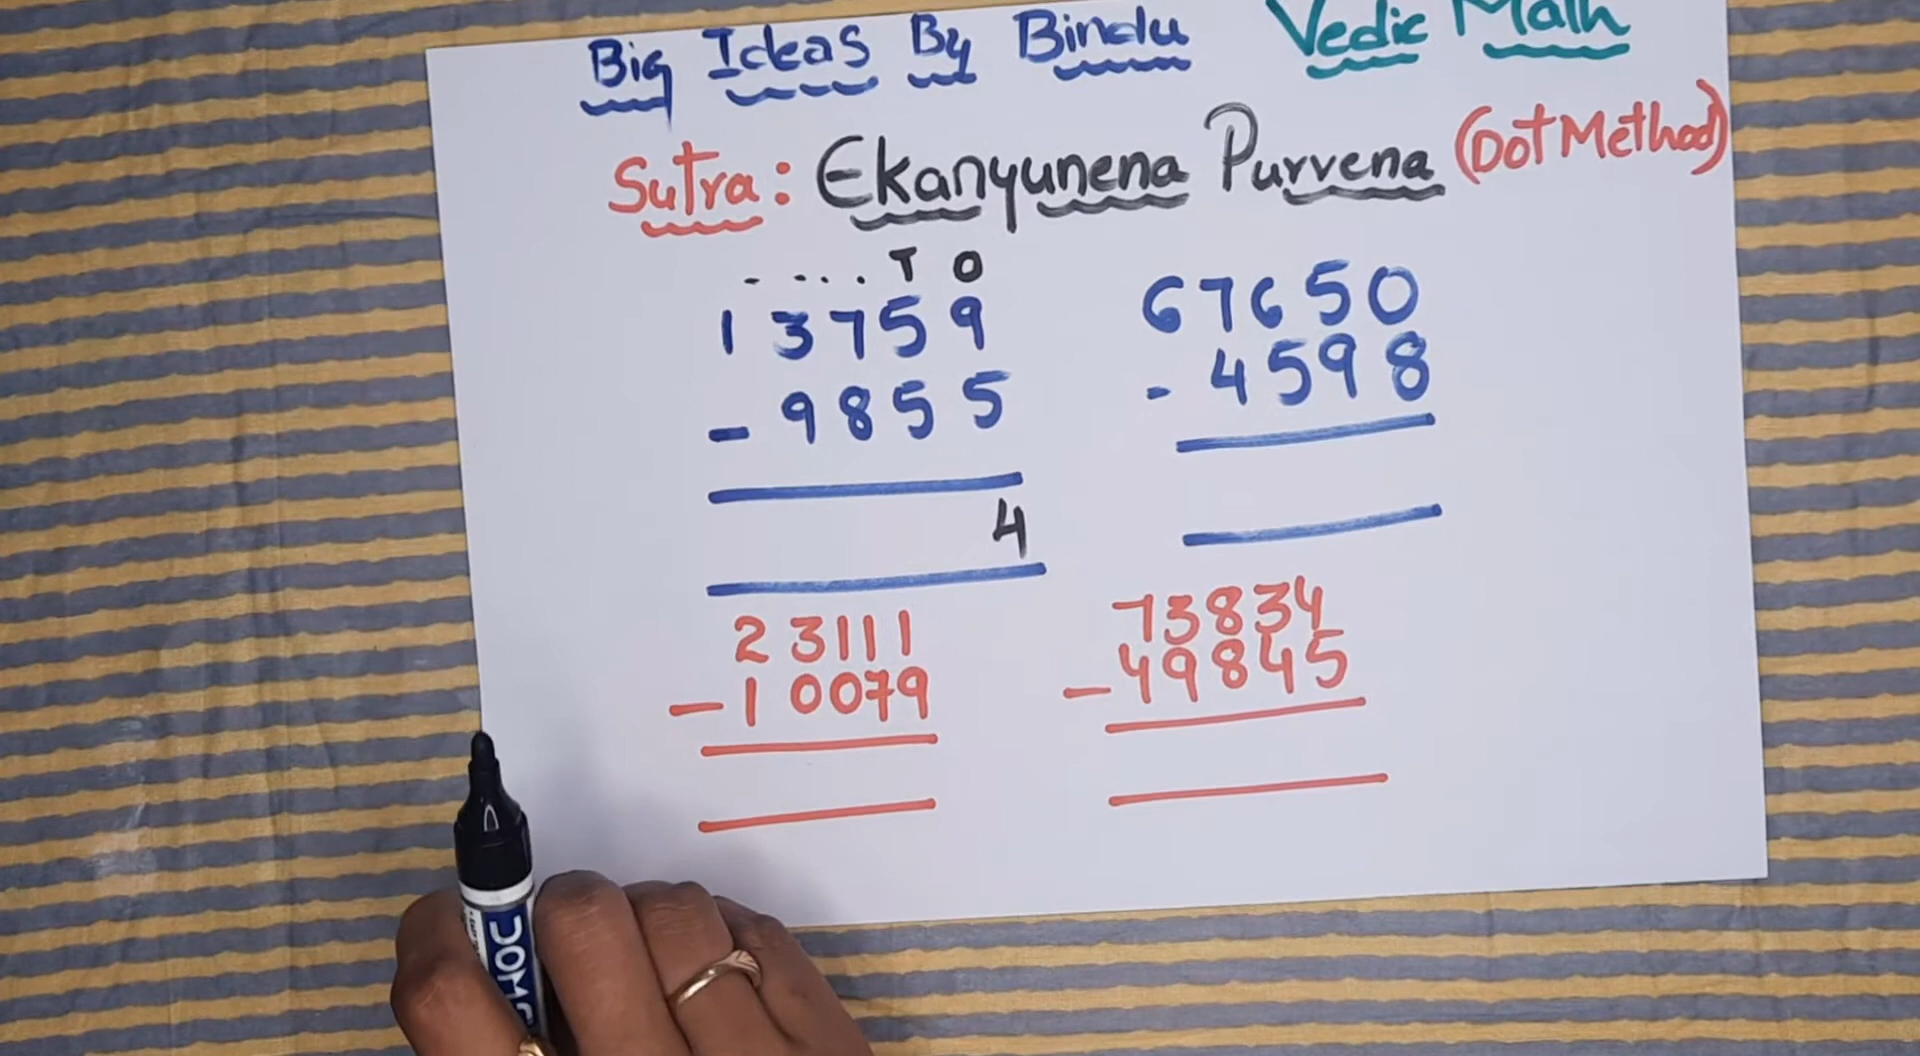 Big Ideas By Bindu Vedic Math
Sutra: Ekanyunena Purvena (Dot Method)
. . . . T O
13759
- 9855
4
67650
- 4598
23111
- 10079
73834
- 49845
DOMS